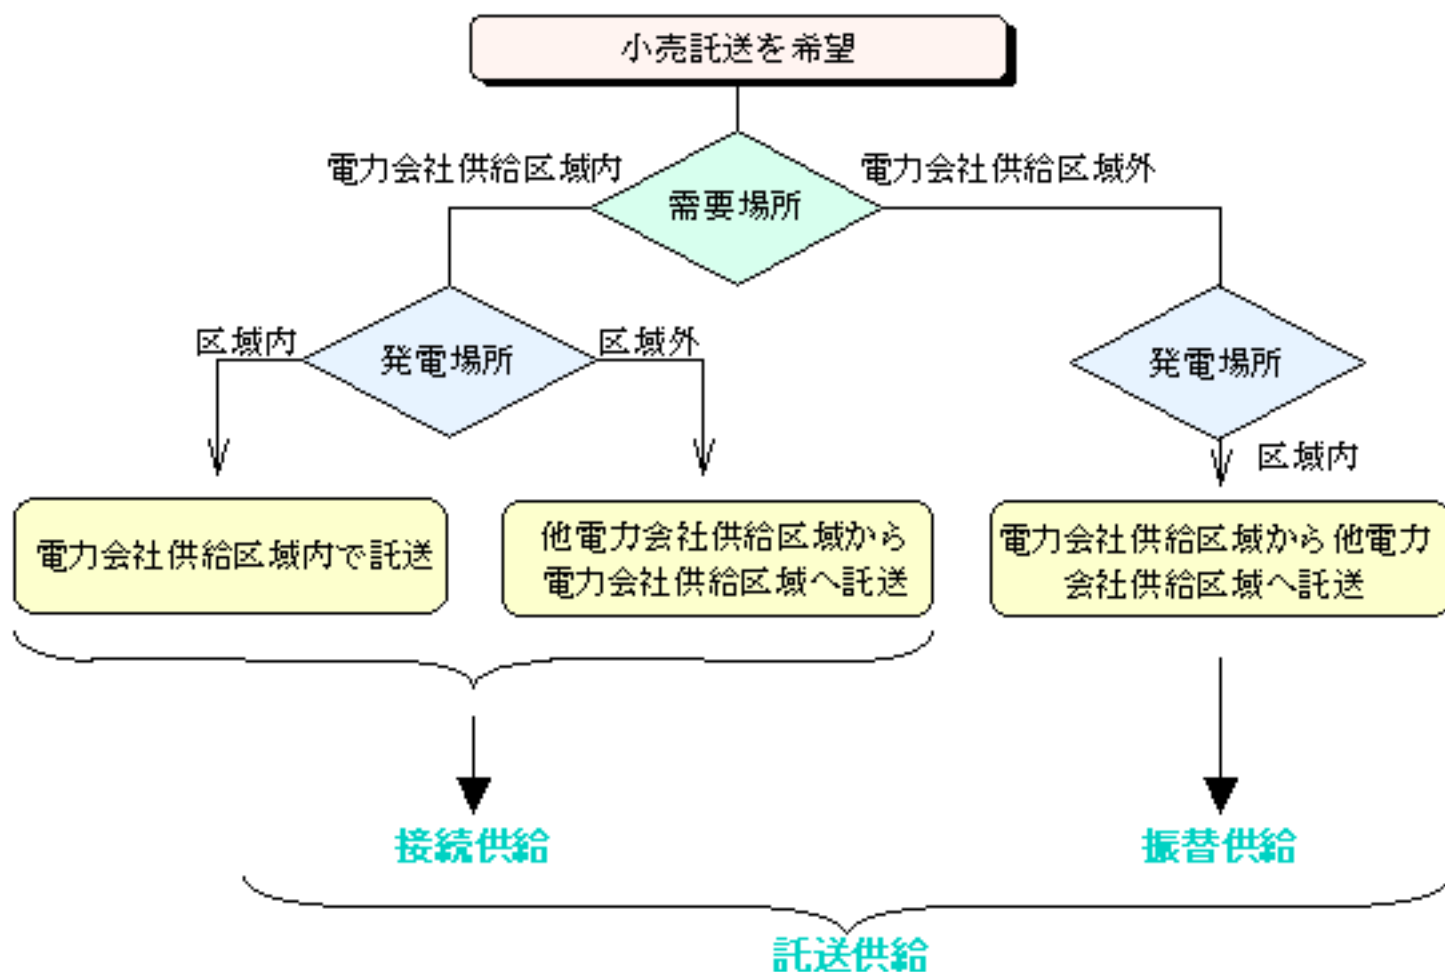 小売託送を希望
電力会社供給区域内
電力会社供給区域外
需要場所
区域内
発電場所
区域外
発電場所
区域内
電力会社供給区域内で託送
他電力会社供給区域から
電力会社供給区域へ託送
電力会社供給区域から他電力
会社供給区域へ託送
接続供給
振替供給
託送供給